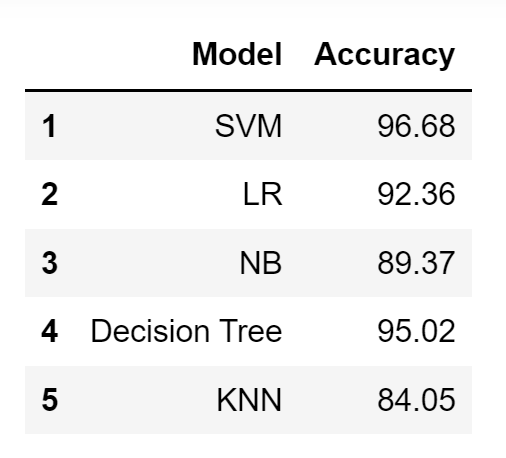 Model Accuracy
1 SVM 96.68
2 LR 92.36
3 NB 89.37
4 Decision Tree 95.02
5 KNN 84.05